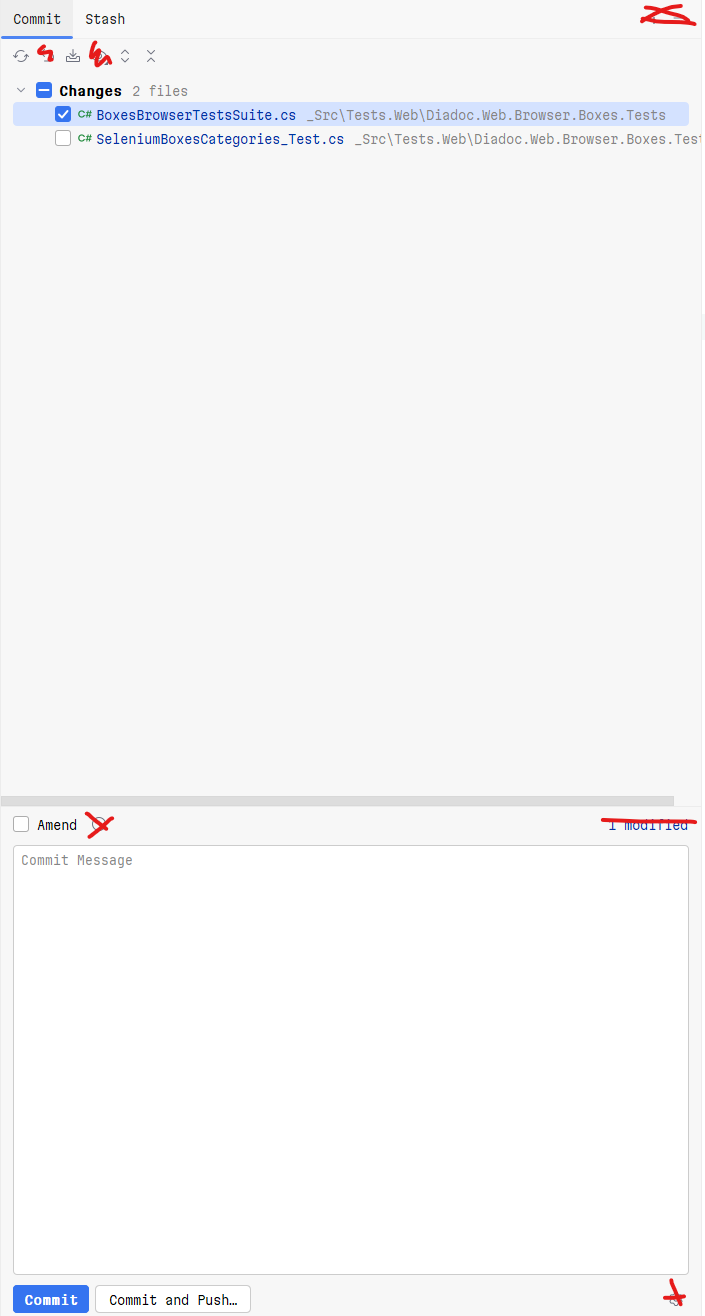 Commit Stash
Changes 2 files
C# BoxesBrowserTestsSuite.cs _Src\Tests.Web\Diadoc.Web.Browser.Boxes.Tests
C# SeleniumBoxesCategories_Test.cs _Src\Tests.Web\Diadoc.Web.Browser.Boxes.Test
Amend 1 modified
Commit Message
Commit Commit and Push…